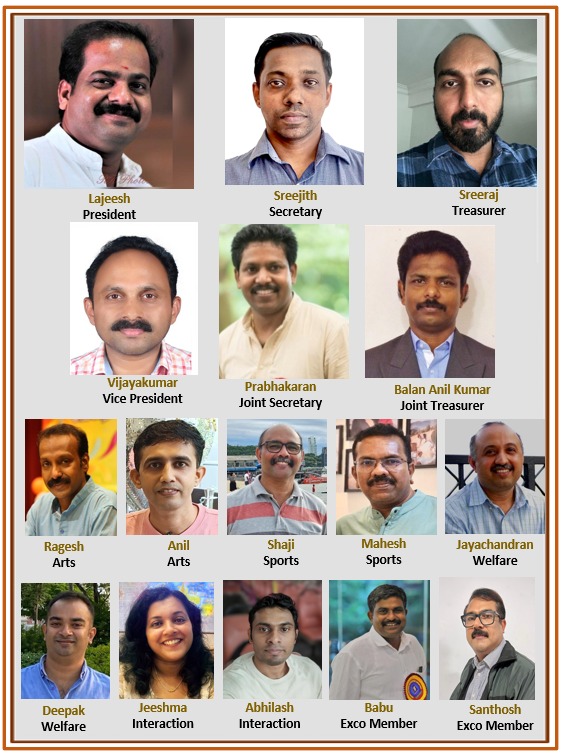 Lajeesh
President
Sreejith
Secretary
Sreeraj
Treasurer
Vijayakumar
Vice President
Prabhakaran
Joint Secretary
Balan Anil Kumar
Joint Treasurer
Ragesh
Arts
Anil
Arts
Shaji
Sports
Mahesh
Sports
Jayachandran
Welfare
Deepak
Welfare
Jeeshma
Interaction
Abhilash
Interaction
Babu
Exco Member
Santhosh
Exco Member